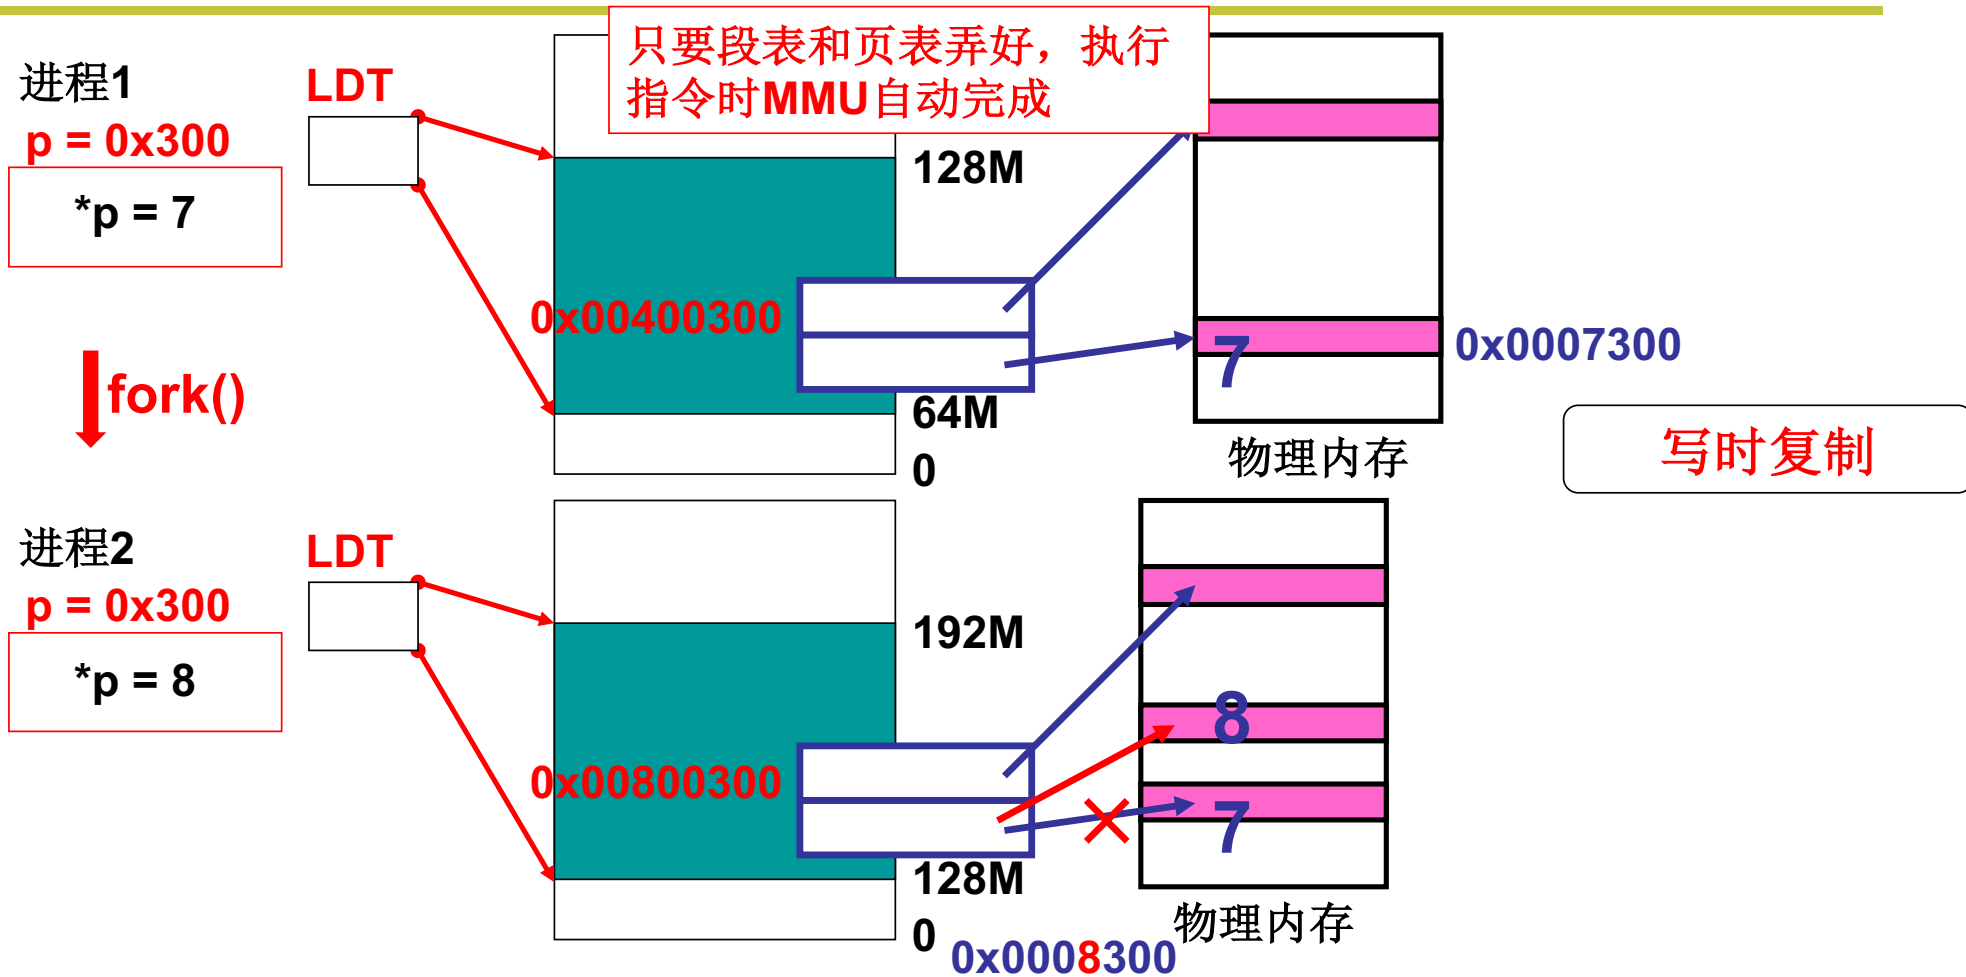 只要段表和页表弄好，执行
指令时MMU自动完成
进程1
LDT
p = 0x300
*p = 7
128M
0x00400300
7
0x0007300
fork()
64M
0
物理内存
写时复制
进程2
LDT
p = 0x300
*p = 8
192M
8
0x00800300
7
128M
0
物理内存
0x0008300